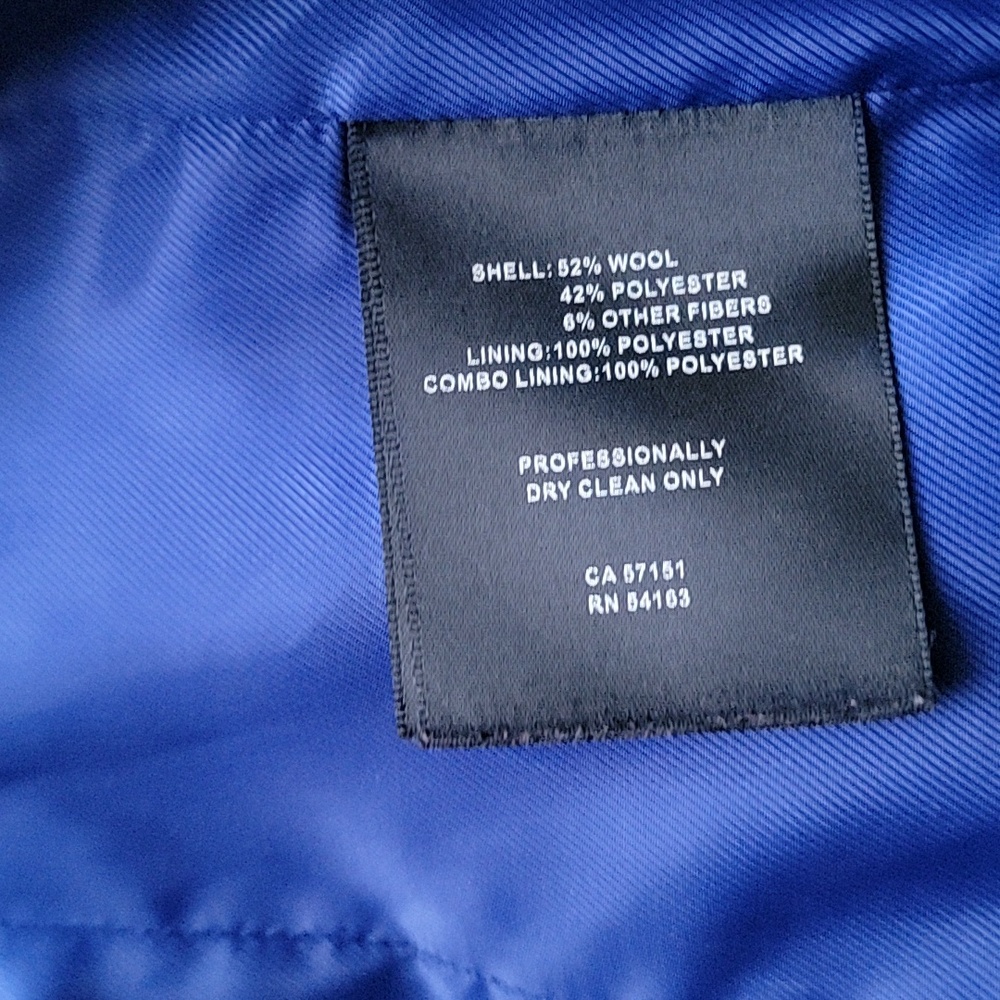 SHELL: 52% WOOL
42% POLYESTER
6% OTHER FIBERS
LINING:100% POLYESTER
COMBO LINING:100% POLYESTER
PROFESSIONALLY
DRY CLEAN ONLY
CA 57151
RN 54163